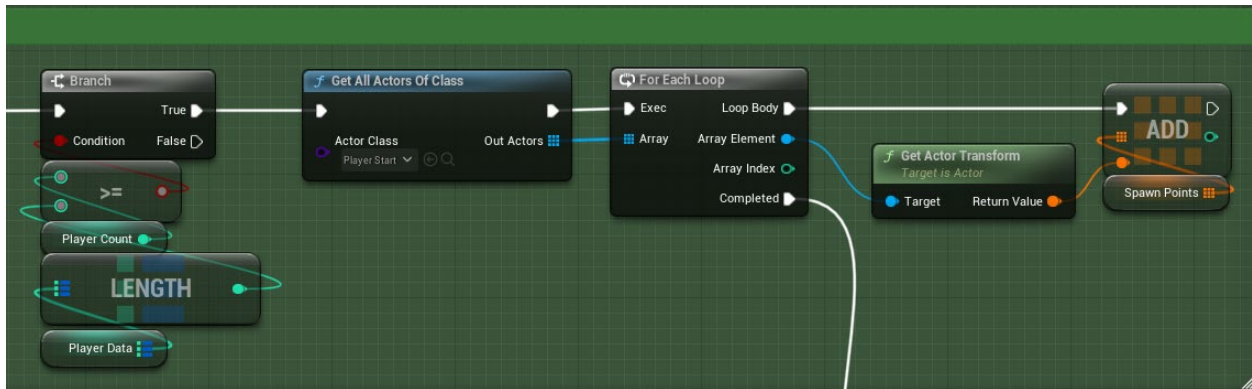 Branch
True
Condition
False
>=
Player Count
LENGTH
Player Data
f Get All Actors Of Class
Actor Class
Player Start
Out Actors
For Each Loop
Exec
Loop Body
Array
Array Element
Array Index
Completed
f Get Actor Transform
Target is Actor
Target
Return Value
ADD
Spawn Points